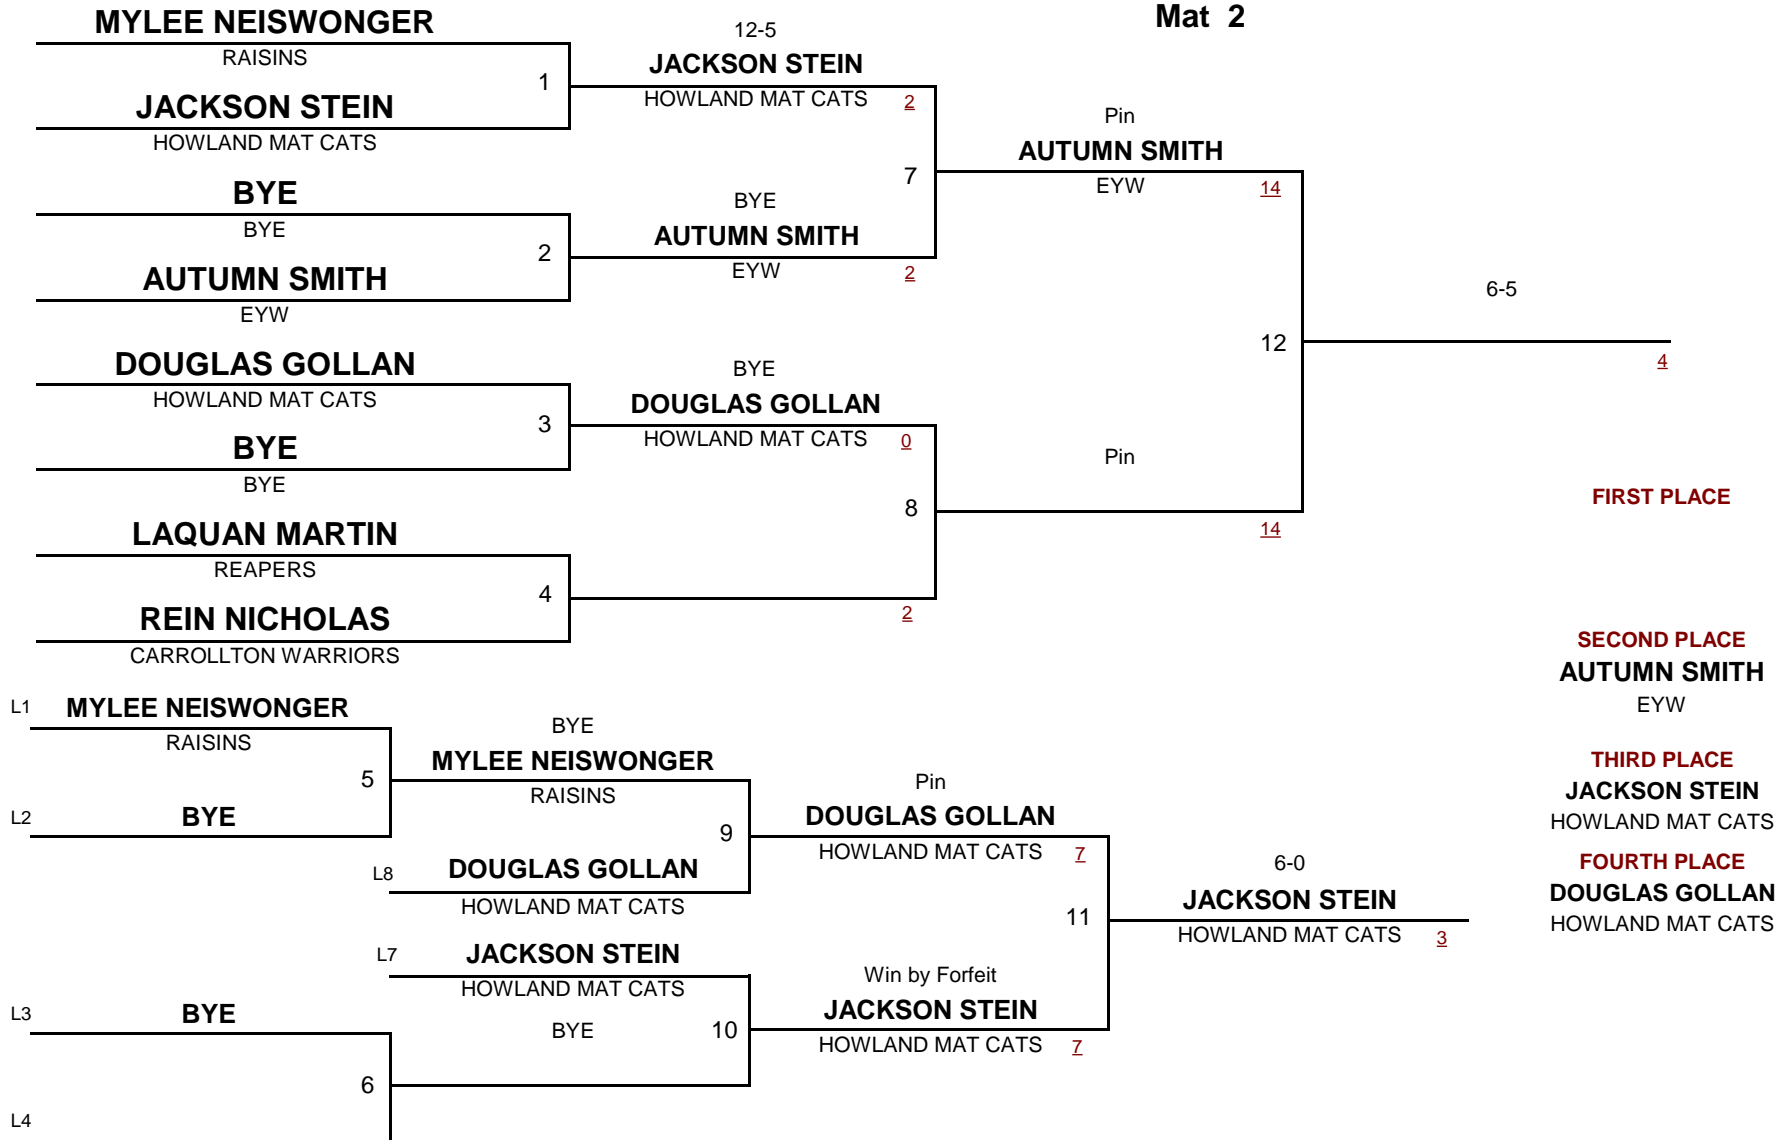 Mat 2
MYLEE NEISWONGER
RAISINS
1
JACKSON STEIN
HOWLAND MAT CATS
BYE
BYE
2
AUTUMN SMITH
EYW
DOUGLAS GOLLAN
HOWLAND MAT CATS
3
BYE
BYE
LAQUAN MARTIN
REAPERS
4
REIN NICHOLAS
CARROLLTON WARRIORS
12-5
JACKSON STEIN
HOWLAND MAT CATS 2
7
BYE
AUTUMN SMITH
EYW 2
BYE
DOUGLAS GOLLAN
HOWLAND MAT CATS 0
8
2
Pin
AUTUMN SMITH
EYW 14
12
Pin
14
6-5
4
FIRST PLACE
SECOND PLACE
AUTUMN SMITH
EYW
THIRD PLACE
JACKSON STEIN
HOWLAND MAT CATS
FOURTH PLACE
DOUGLAS GOLLAN
HOWLAND MAT CATS
L1 MYLEE NEISWONGER
RAISINS
5
L2 BYE
BYE
MYLEE NEISWONGER
RAISINS
9
L8 DOUGLAS GOLLAN
HOWLAND MAT CATS
L7 JACKSON STEIN
HOWLAND MAT CATS
L3 BYE
BYE
10
6
L4
Pin
DOUGLAS GOLLAN
HOWLAND MAT CATS 7
11
Win by Forfeit
JACKSON STEIN
HOWLAND MAT CATS 7
6-0
JACKSON STEIN
HOWLAND MAT CATS 3